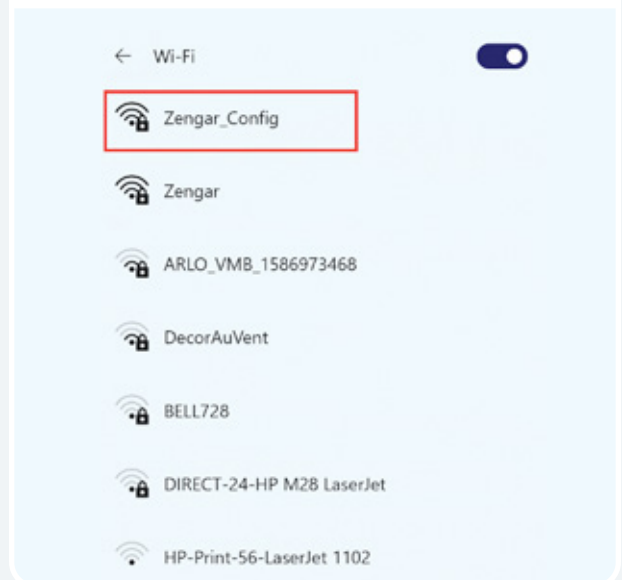 Wi-Fi
Zengar_Config
Zengar
ARLO_VMB_1586973468
DecorAuVent
BELL728
DIRECT-24-HP M28 LaserJet
HP-Print-56-LaserJet 1102